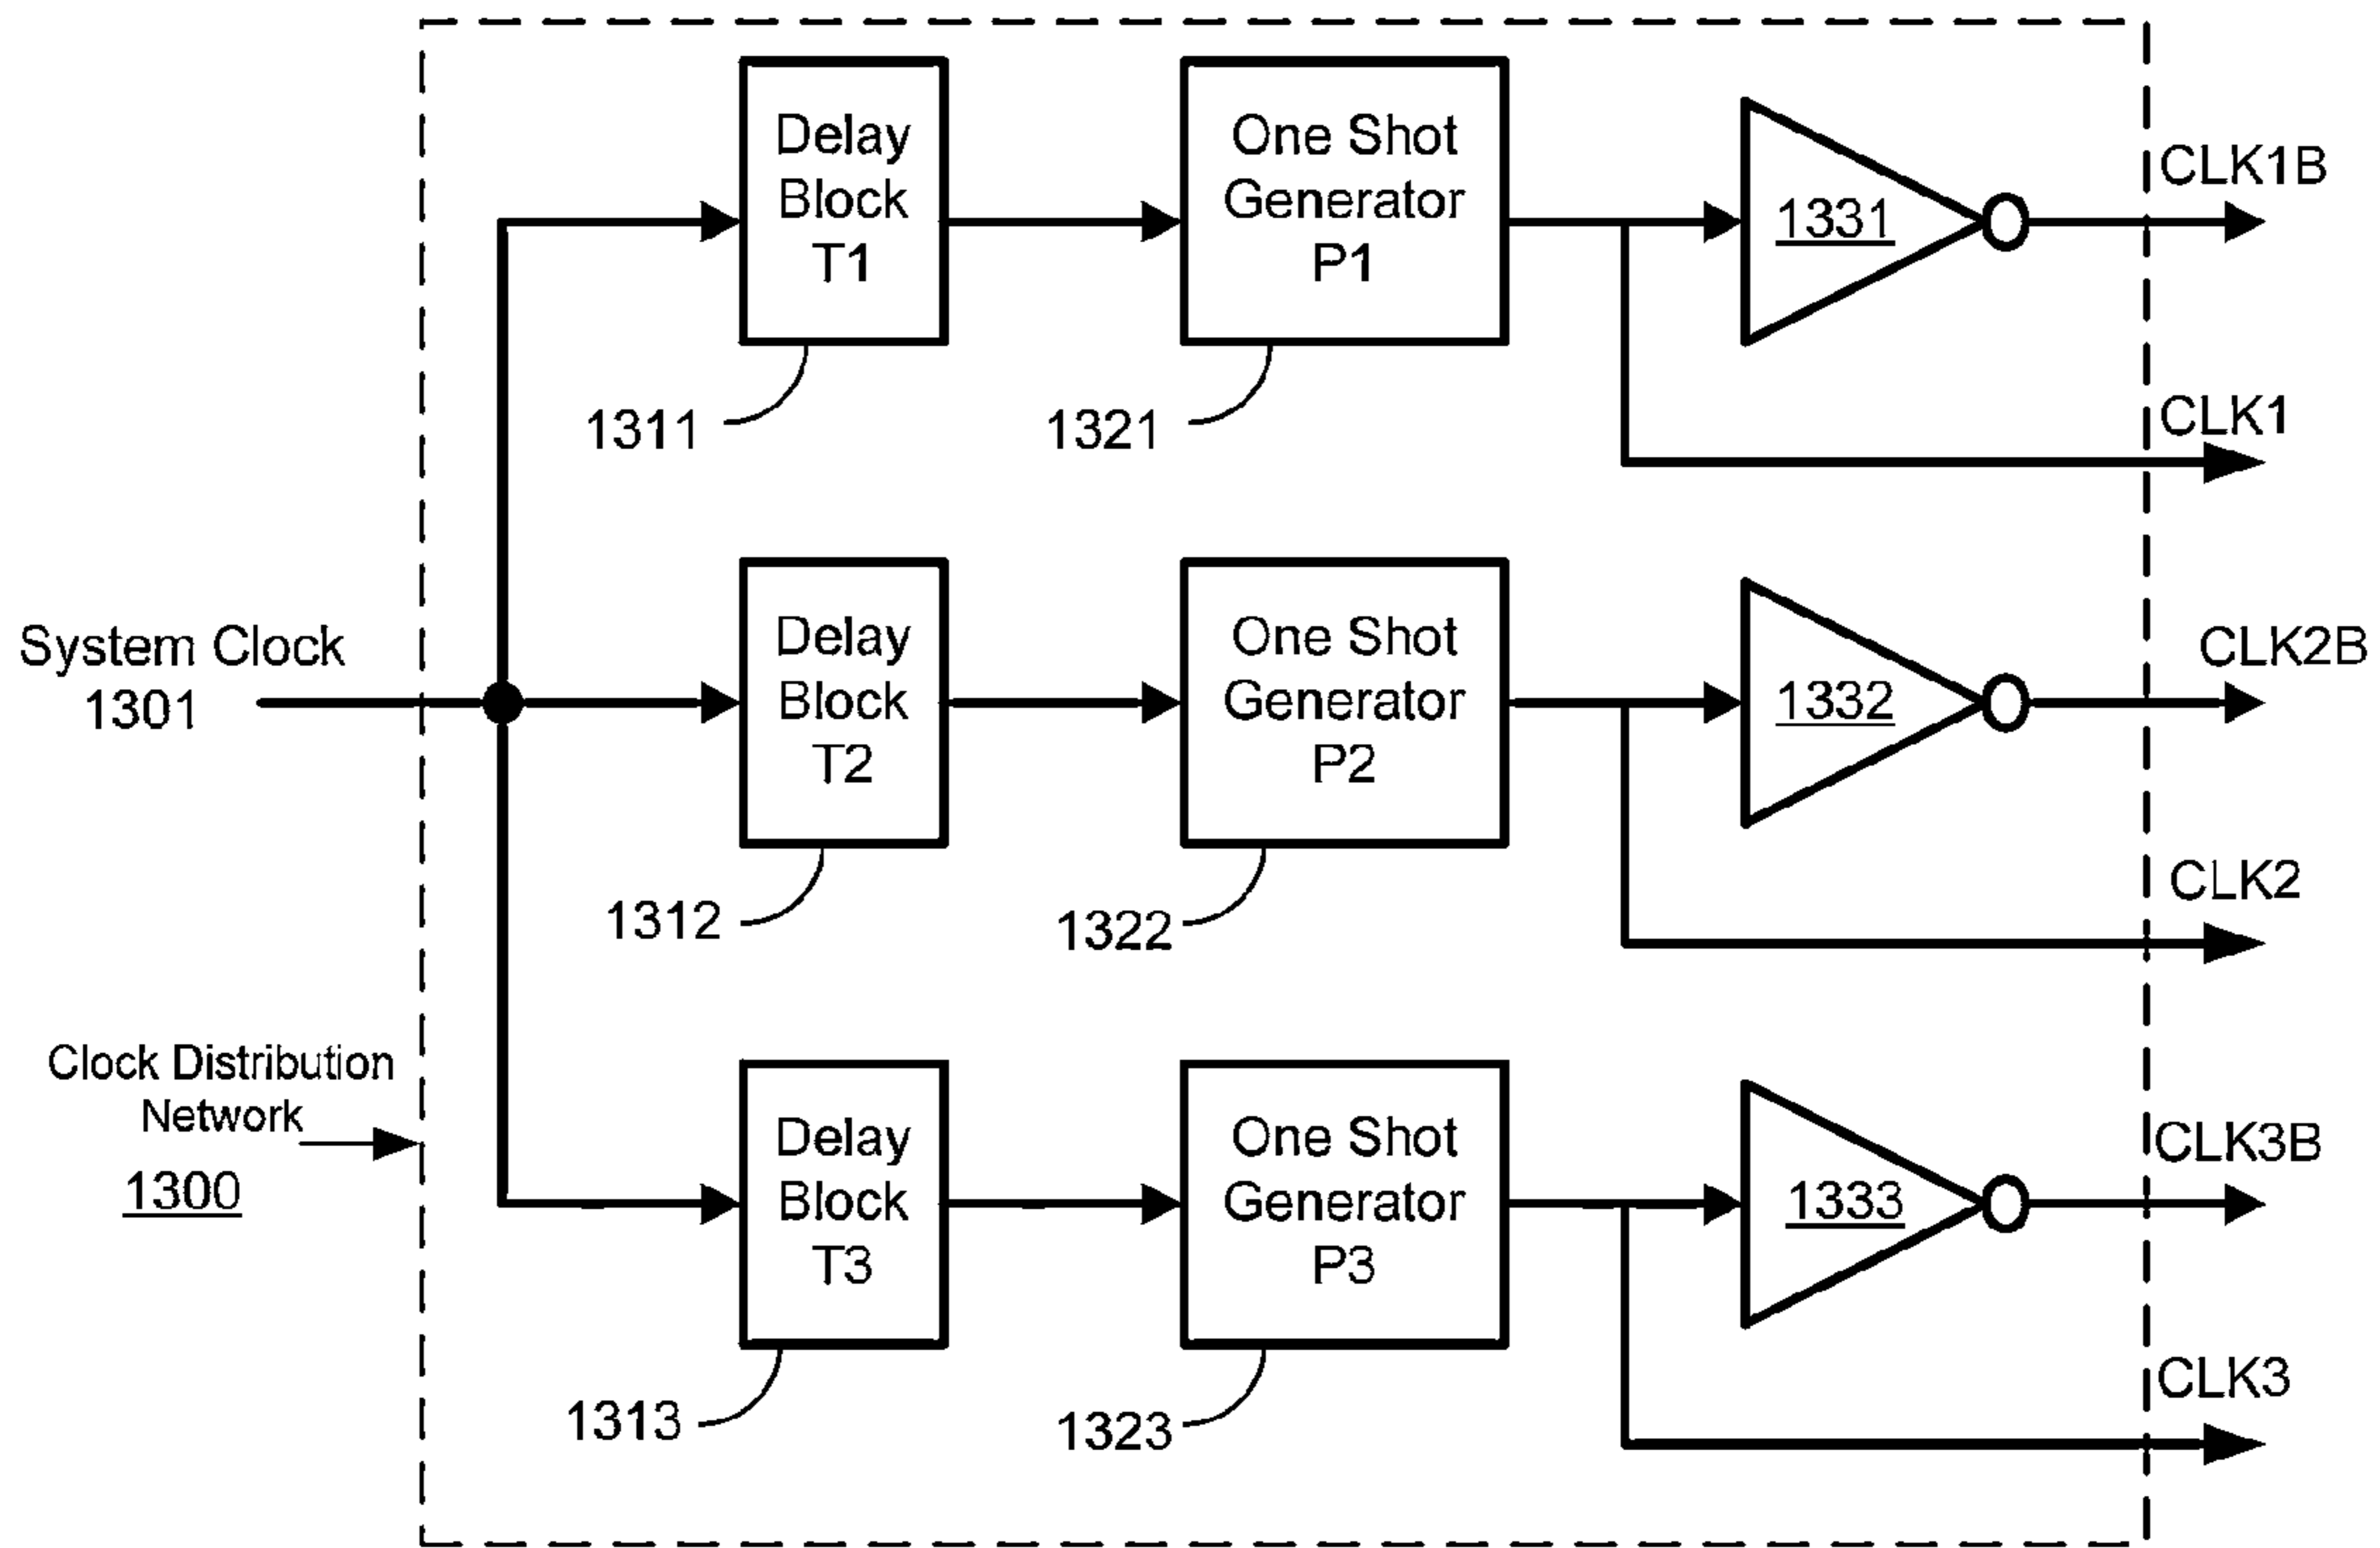 System Clock
1301
Clock Distribution
Network
1300
Delay
Block
T1
1311
One Shot
Generator
P1
1321
1331
CLK1B
CLK1
Delay
Block
T2
1312
One Shot
Generator
P2
1322
1332
CLK2B
CLK2
Delay
Block
T3
1313
One Shot
Generator
P3
1323
1333
CLK3B
CLK3